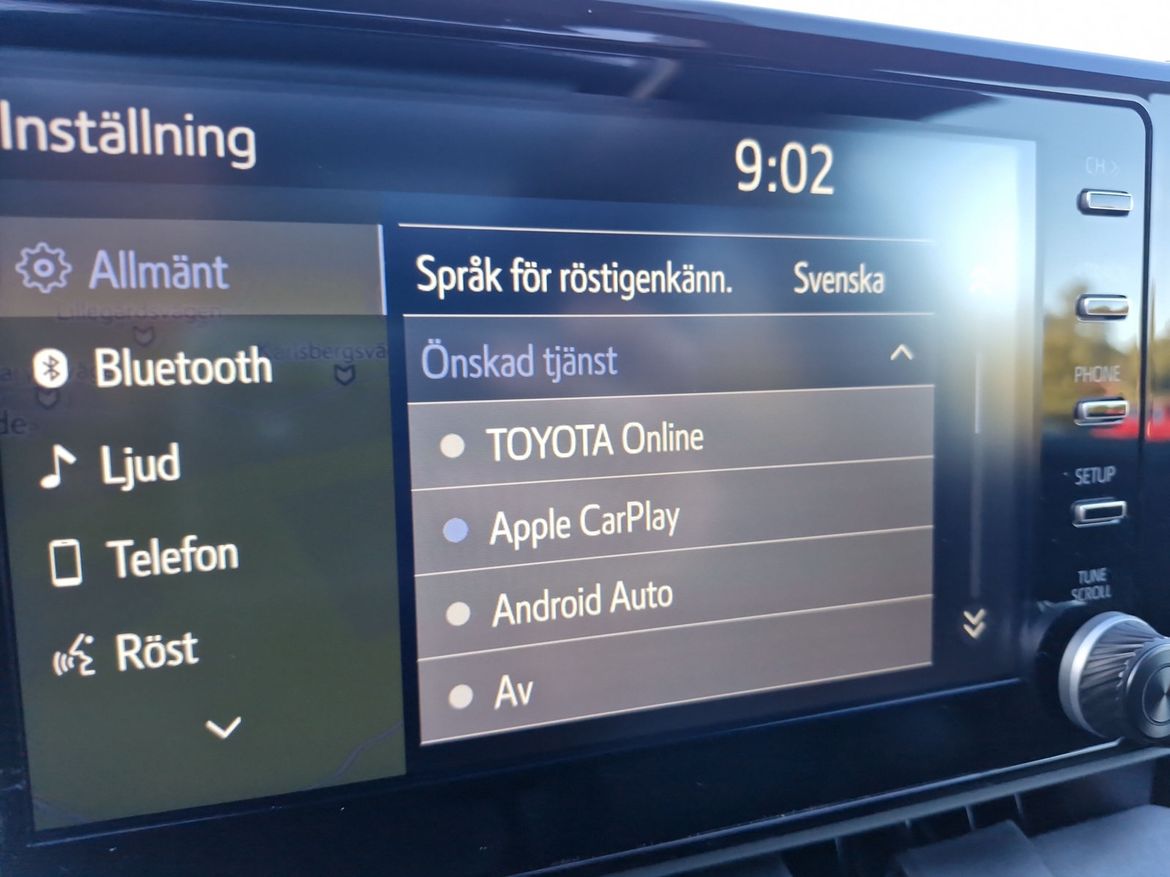 Inställning
9:02
CH >
Allmänt
Bluetooth
Ljud
Telefon
Röst
Språk för röstigenkänn. Svenska
Önskad tjänst
TOYOTA Online
Apple CarPlay
Android Auto
Av
PHONE
SETUP
TUNE
SCROLL